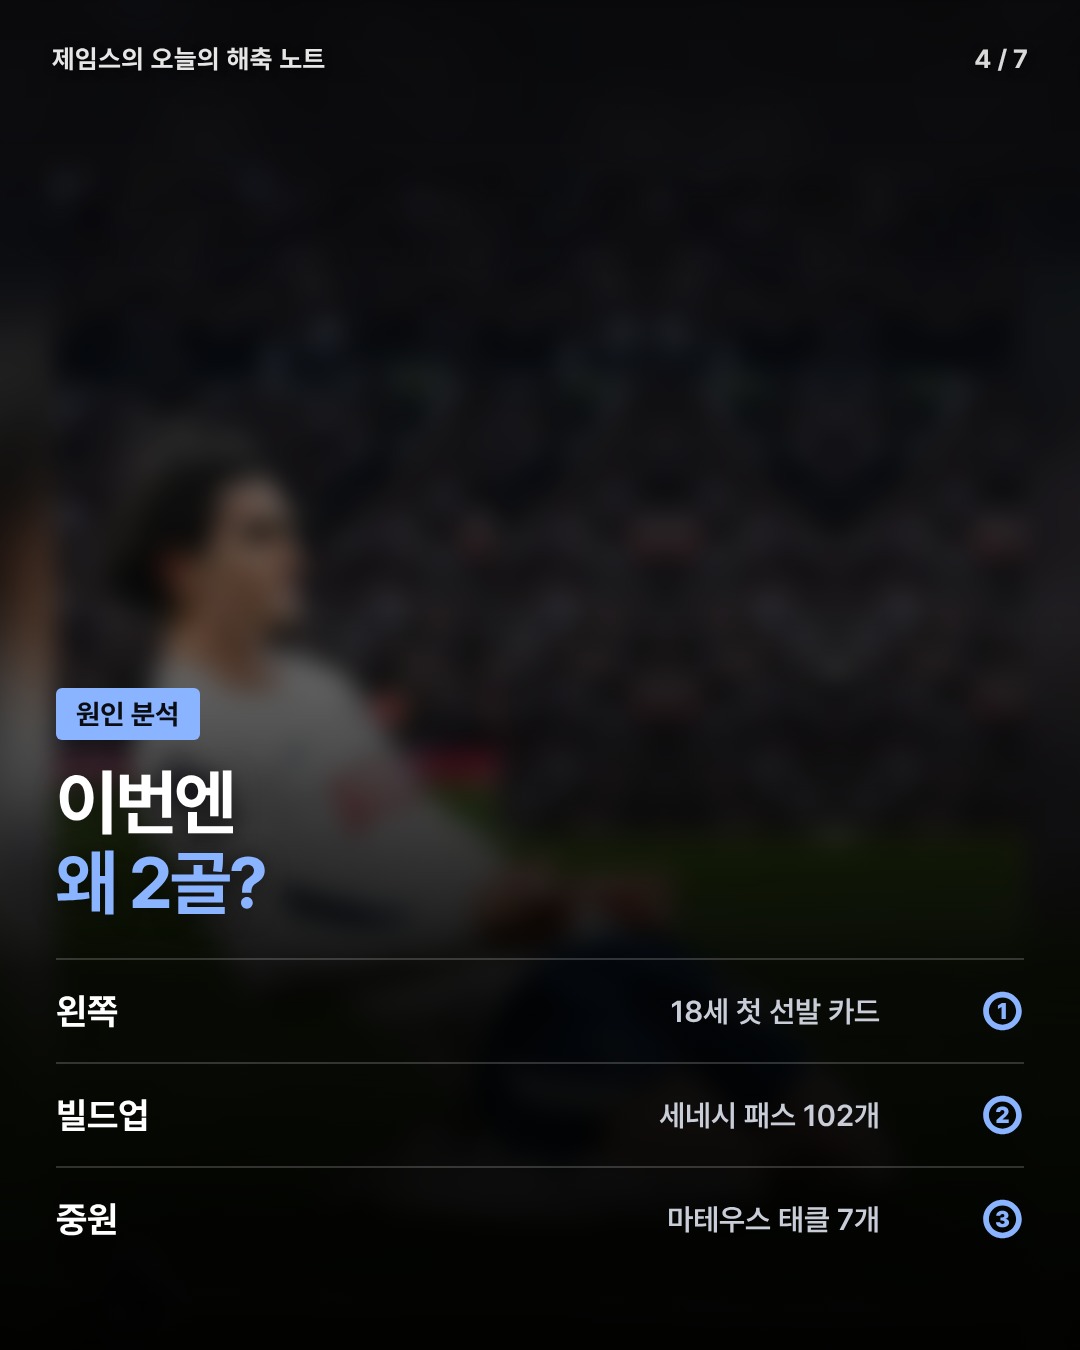 제임스의 오늘의 해축 노트
4 / 7
원인 분석
이번엔
왜 2골?
왼쪽 18세 첫 선발 카드 ①
빌드업 세네시 패스 102개 ②
중원 마테우스 태클 7개 ③